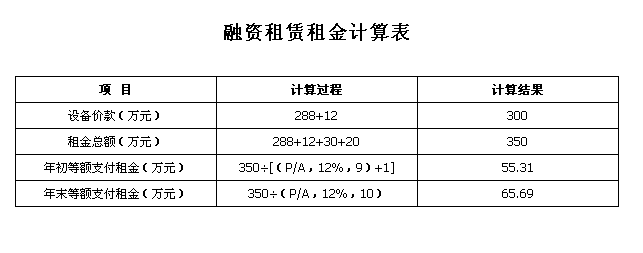 融资租赁租金计算表
项 目 计算过程 计算结果
设备价款(万元) 288+12 300
租金总额(万元) 288+12+30+20 350
年初等额支付租金(万元) 350÷[(P/A,12%,9)+1] 55.31
年末等额支付租金(万元) 350÷(P/A,12%,10) 65.69